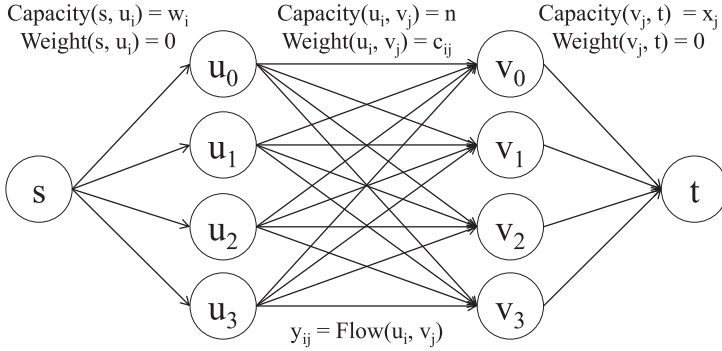 Capacity(s, u_i) = w_i
Weight(s, u_i) = 0
Capacity(u_i, v_j) = n
Weight(u_i, v_j) = c_ij
Capacity(v_j, t) = x_j
Weight(v_j, t) = 0
u_0
v_0
u_1
v_1
s
t
u_2
v_2
u_3
v_3
y_ij = Flow(u_i, v_j)